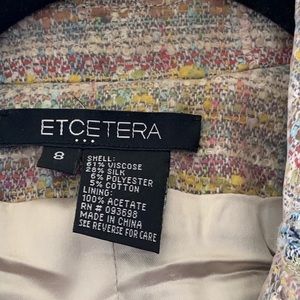 ETCETERA
...
8
SHELL:
61% VISCOSE
28% SILK
6% POLYESTER
5% COTTON
LINING:
100% ACETATE
RN # 093698
MADE IN CHINA
SEE REVERSE FOR CARE